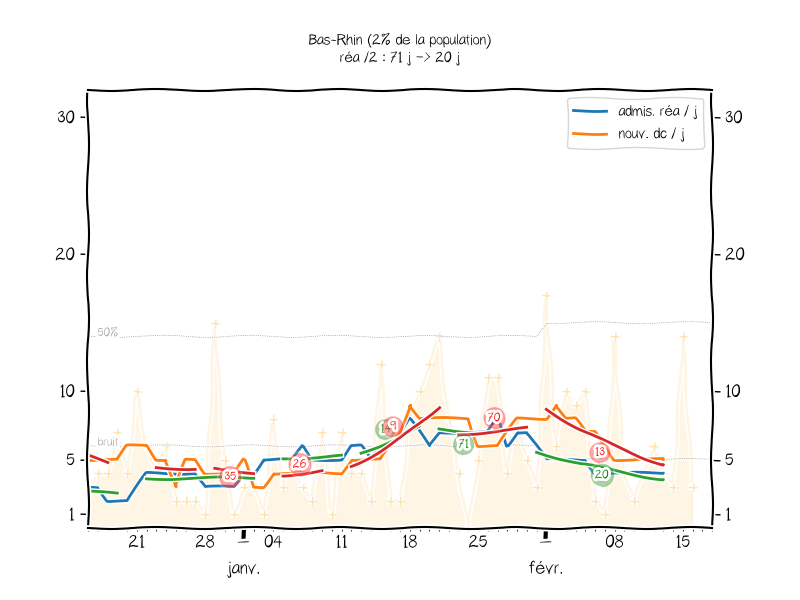 Bas-Rhin (2% de la population)
réa /2 : 71 j -> 20 j
admis. réa / j
nouv. dc / j
30 30
20 20
50%
10 10
70
9
71
bruit
5 5
26
13
35
20
1 1
21 28 04 11 18 25 08 15
janv. févr.